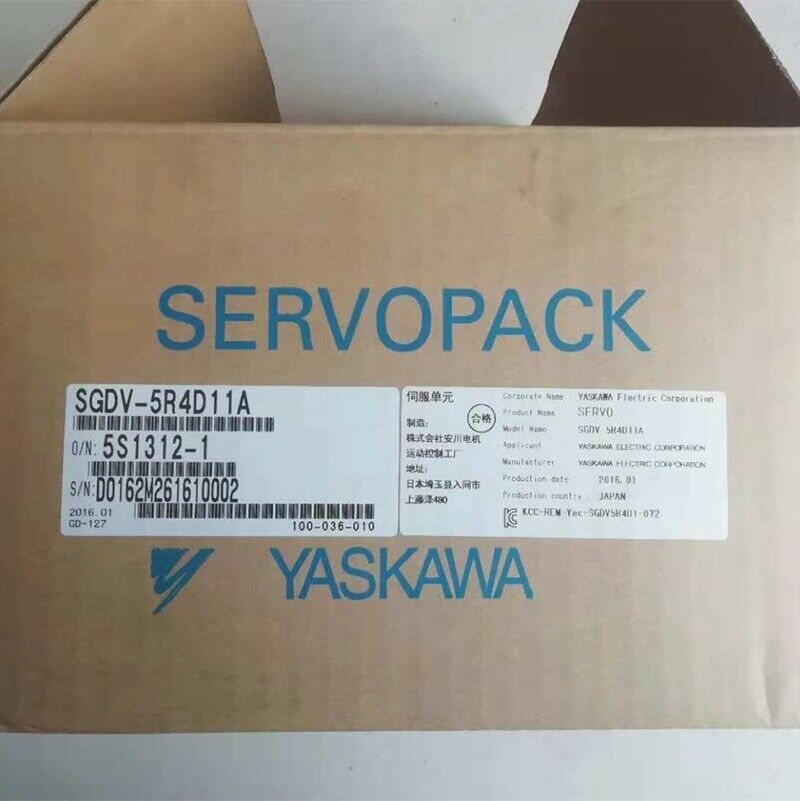 SERVOPACK
SGDV-5R4D11A
O/N: 5S1312-1
S/N: D0162M261610002
2016.01
GD-127
100-036-010
伺服单元
合格
制造:
株式会社安川电机
运动控制工厂
地址:
日本埼玉县入间市
上藤泽480
Corporate Name YASKAWA Electric Corporation
Product Name SERVO
Model Name SGDV-5R4D11A
Applicant YASKAWA ELECTRIC CORPORATION
Manufacturer YASKAWA ELECTRIC CORPORATION
Production date 2016.01
Production country JAPAN
KCC-REM-Yec-SGDV5R4D1-072
YASKAWA